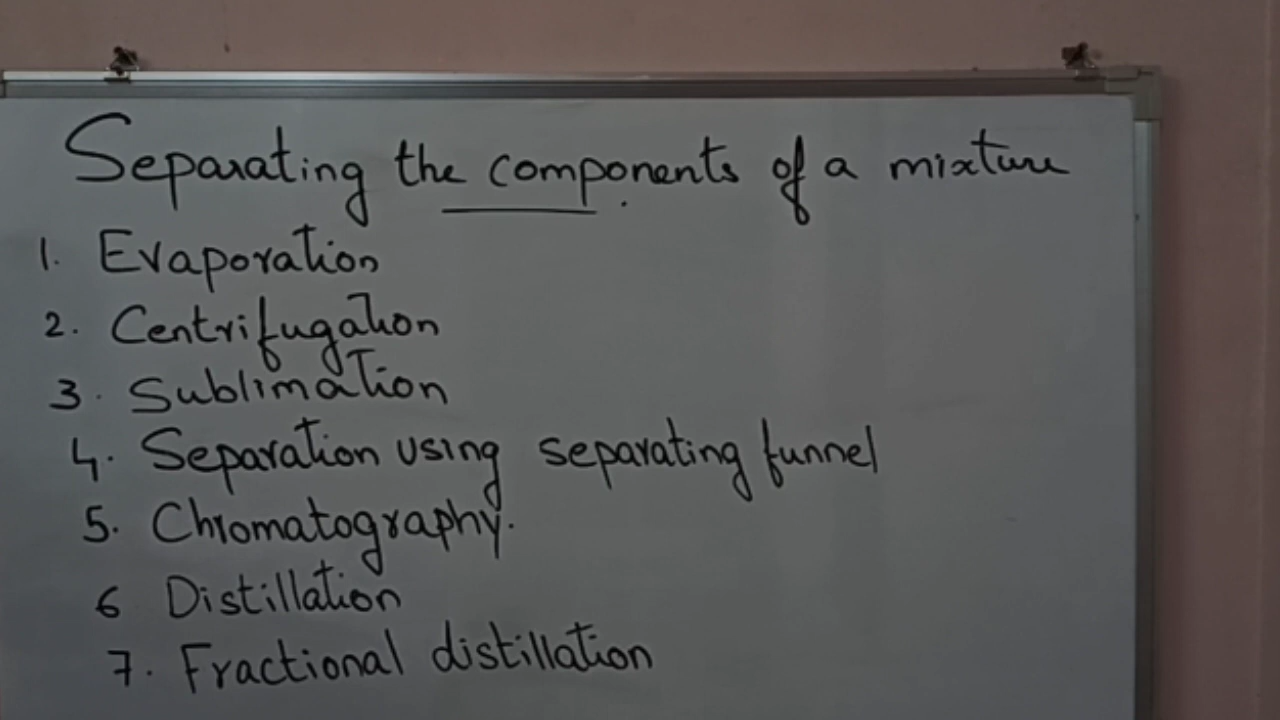 Separating the components of a mixture
1. Evaporation
2. Centrifugation
3. Sublimation
4. Separation using separating funnel
5. Chromatography.
6 Distillation
7. Fractional distillation